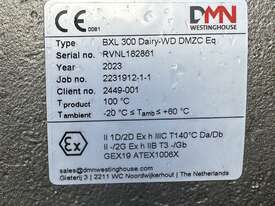 CE
0081
DMN
WESTINGHOUSE
Type BXL 300 Dairy-WD DMZC Eq
Serial no. RVNL162861
Year 2023
Job no. 2231912-1-1
Client no. 2449-001
T product 100 °C
T ambient -20 °C ≤ Tamb ≤ +60 °C
Ex
II 1D/2D Ex h IIIC T140°C Da/Db
II -/2G Ex h IIB T3 -/Gb
GEX19 ATEX1006X
sales@dmnwestinghouse.com
Gieterij 3 | 2211 WC Noordwijkerhout | The Netherlands